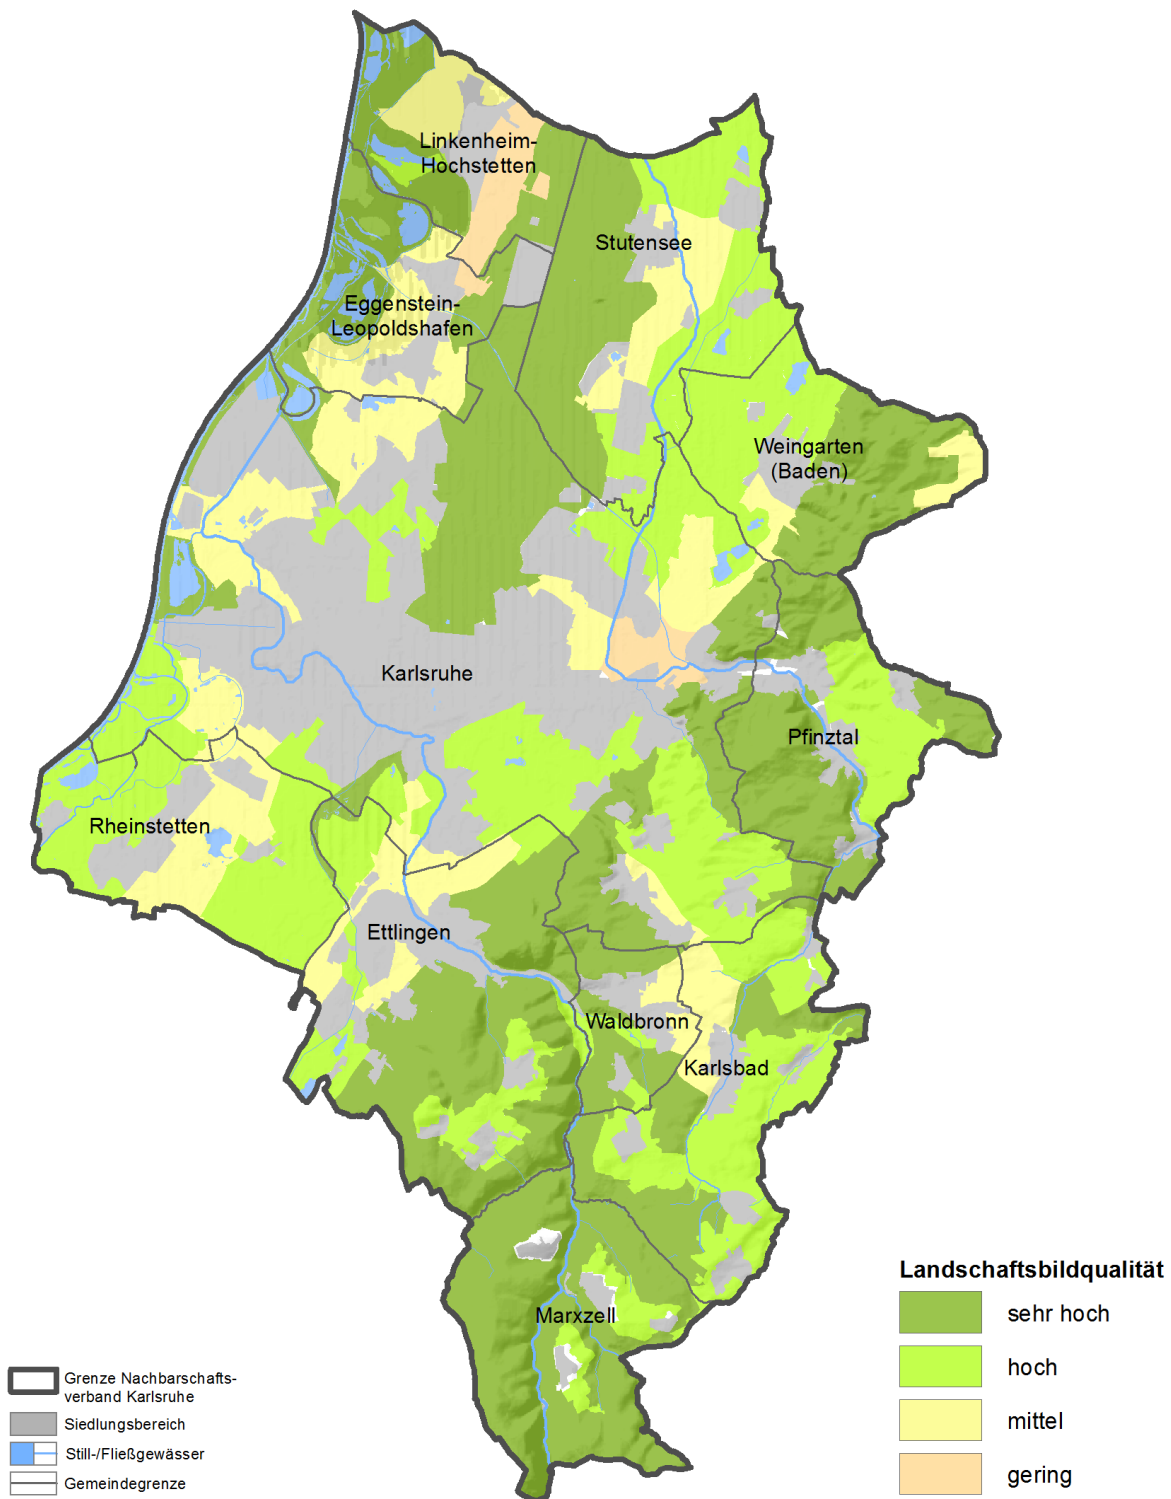 Linkenheim-
Hochstetten
Stutensee
Eggenstein-
Leopoldshafen
Weingarten
(Baden)
Karlsruhe
Pfinztal
Rheinstetten
Ettlingen
Waldbronn
Karlsbad
Marxzell
Landschaftsbildqualität
sehr hoch
hoch
mittel
gering
Grenze Nachbarschafts-
verband Karlsruhe
Siedlungsbereich
Still-/Fließgewässer
Gemeindegrenze